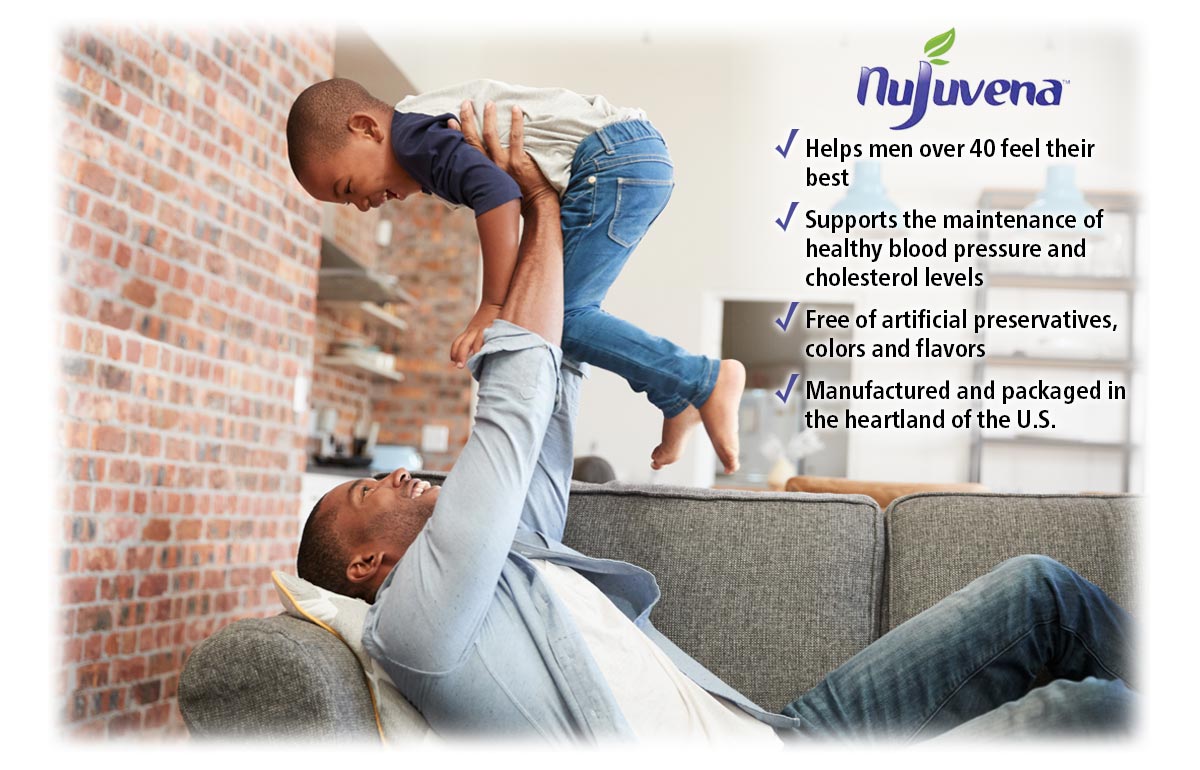 NuJuvena™
✓ Helps men over 40 feel their
best
✓ Supports the maintenance of
healthy blood pressure and
cholesterol levels
✓ Free of artificial preservatives,
colors and flavors
✓ Manufactured and packaged in
the heartland of the U.S.